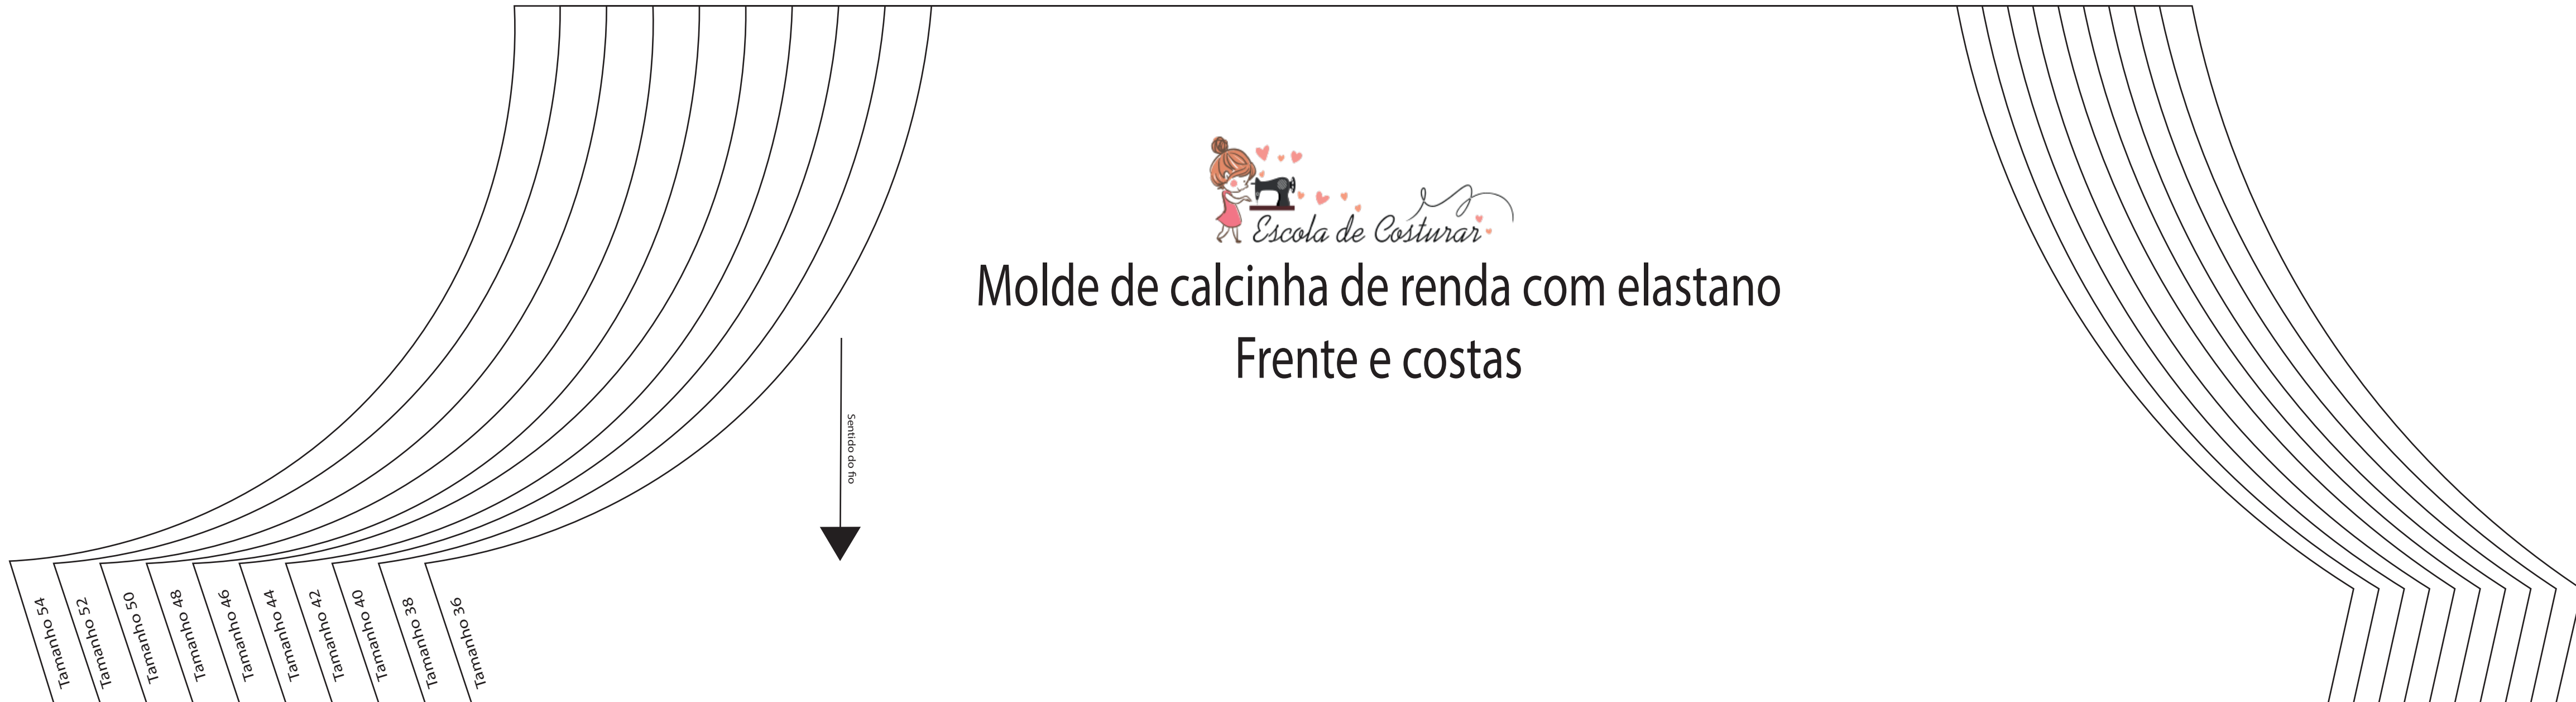 Escola de Costurar
Molde de calcinha de renda com elastano
Frente e costas
Sentido do fio
Tamanho 54
Tamanho 52
Tamanho 50
Tamanho 48
Tamanho 46
Tamanho 44
Tamanho 42
Tamanho 40
Tamanho 38
Tamanho 36